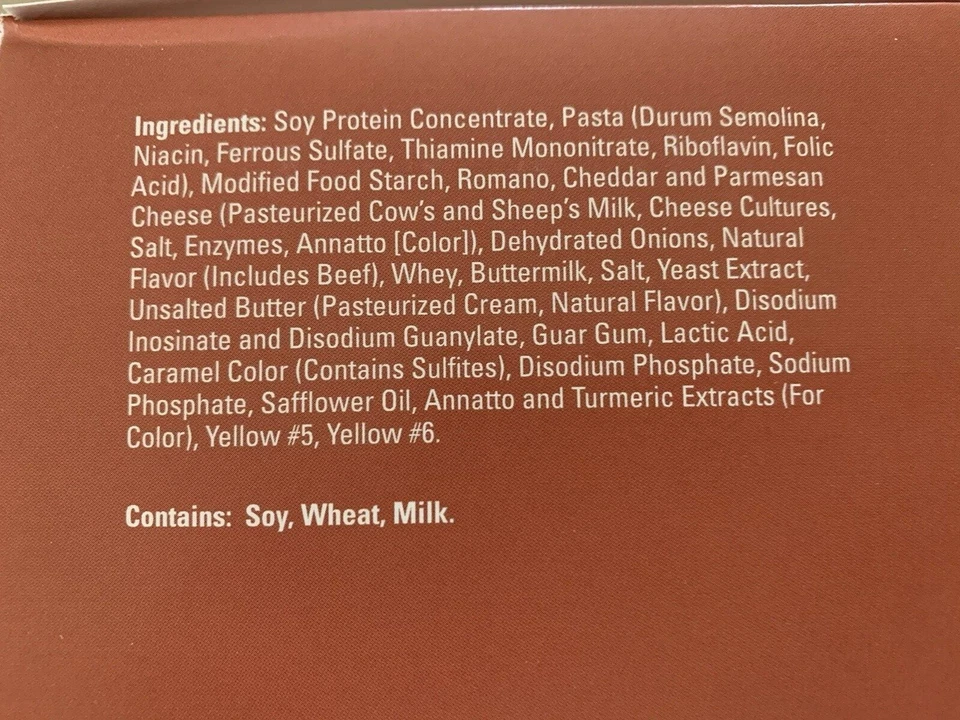 Ingredients: Soy Protein Concentrate, Pasta (Durum Semolina,
Niacin, Ferrous Sulfate, Thiamine Mononitrate, Riboflavin, Folic
Acid), Modified Food Starch, Romano, Cheddar and Parmesan
Cheese (Pasteurized Cow's and Sheep's Milk, Cheese Cultures,
Salt, Enzymes, Annatto [Color]), Dehydrated Onions, Natural
Flavor (Includes Beef), Whey, Buttermilk, Salt, Yeast Extract,
Unsalted Butter (Pasteurized Cream, Natural Flavor), Disodium
Inosinate and Disodium Guanylate, Guar Gum, Lactic Acid,
Caramel Color (Contains Sulfites), Disodium Phosphate, Sodium
Phosphate, Safflower Oil, Annatto and Turmeric Extracts (For
Color), Yellow #5, Yellow #6.
Contains: Soy, Wheat, Milk.